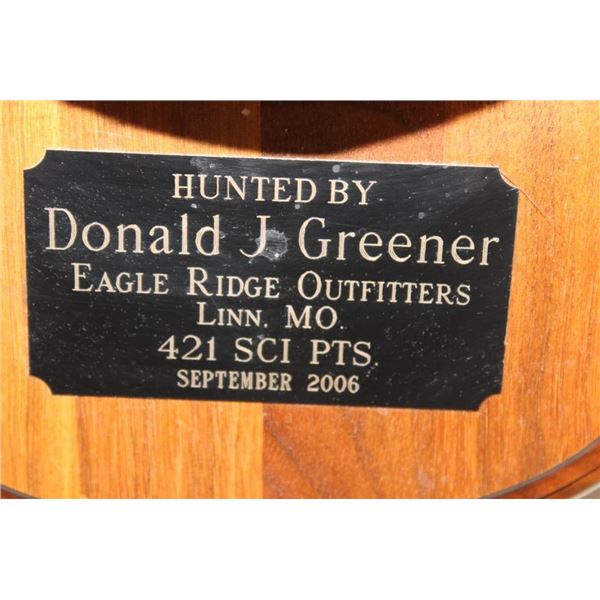 HUNTED BY
Donald J. Greener
EAGLE RIDGE OUTFITTERS
LINN, MO.
421 SCI PTS.
SEPTEMBER 2006